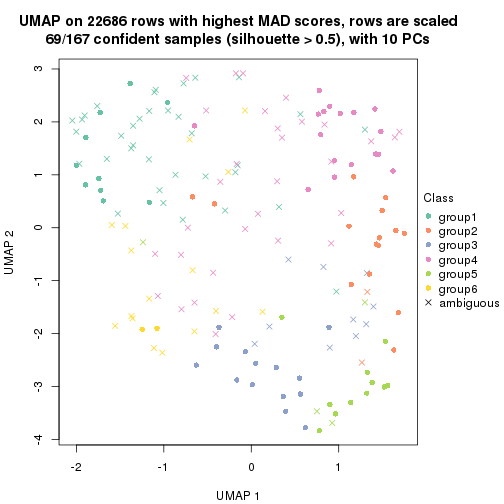 UMAP on 22686 rows with highest MAD scores, rows are scaled
69/167 confident samples (silhouette > 0.5), with 10 PCs
3
2
1
0
-1
-2
-3
-4
UMAP 2
-2
-1
0
1
UMAP 1
Class
group1
group2
group3
group4
group5
group6
ambiguous